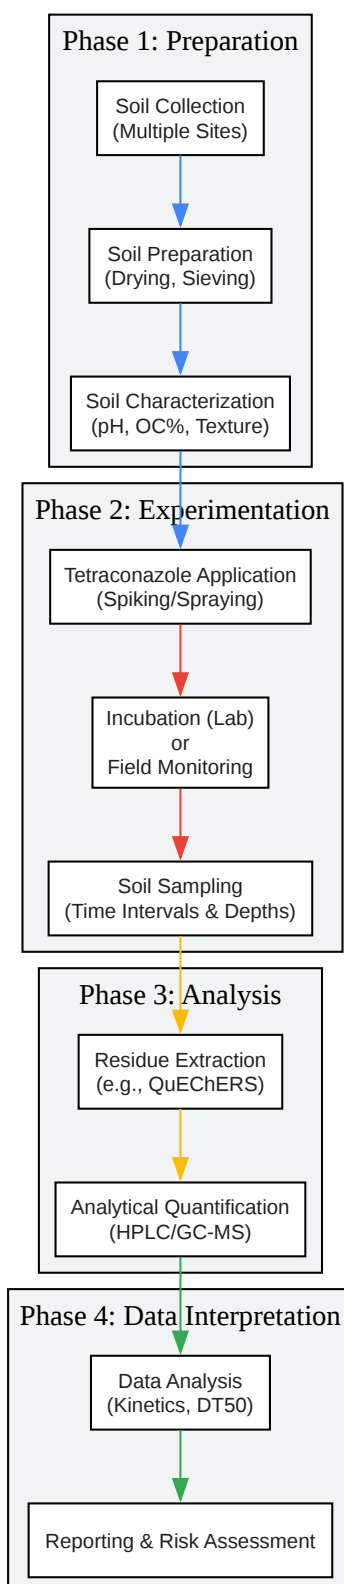 Phase 1: Preparation
Soil Collection
(Multiple Sites)
Soil Preparation
(Drying, Sieving)
Soil Characterization
(pH, OC%, Texture)
Phase 2: Experimentation
Tetraconazole Application
(Spiking/Spraying)
Incubation (Lab)
or
Field Monitoring
Soil Sampling
(Time Intervals & Depths)
Phase 3: Analysis
Residue Extraction
(e.g., QuEChERS)
Analytical Quantification
(HPLC/GC-MS)
Phase 4: Data Interpretation
Data Analysis
(Kinetics, DT50)
Reporting & Risk Assessment